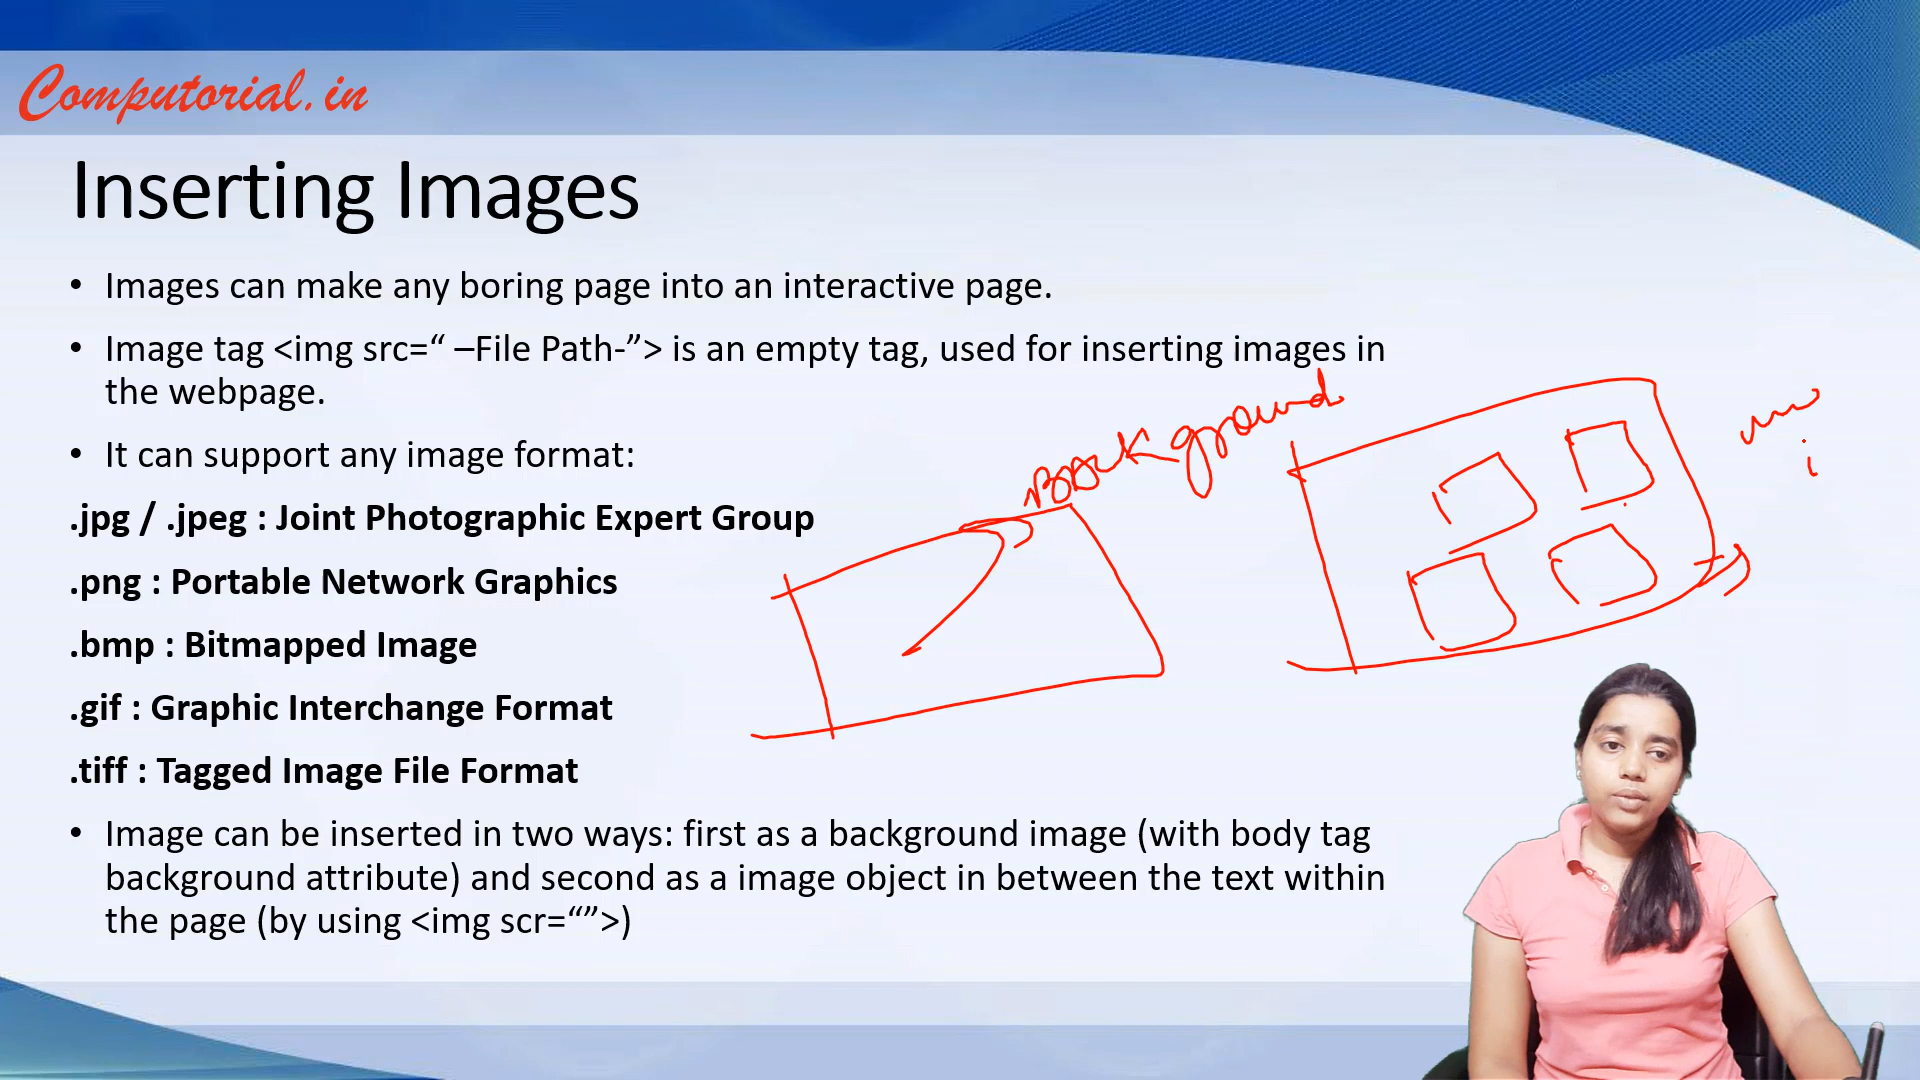 Computorial.in
Inserting Images
• Images can make any boring page into an interactive page.
• Image tag <img src=“ –File Path-”> is an empty tag, used for inserting images in
the webpage.
• It can support any image format:
.jpg / .jpeg : Joint Photographic Expert Group
.png : Portable Network Graphics
.bmp : Bitmapped Image
.gif : Graphic Interchange Format
.tiff : Tagged Image File Format
• Image can be inserted in two ways: first as a background image (with body tag
background attribute) and second as a image object in between the text within
the page (by using <img scr=“”>)
Background